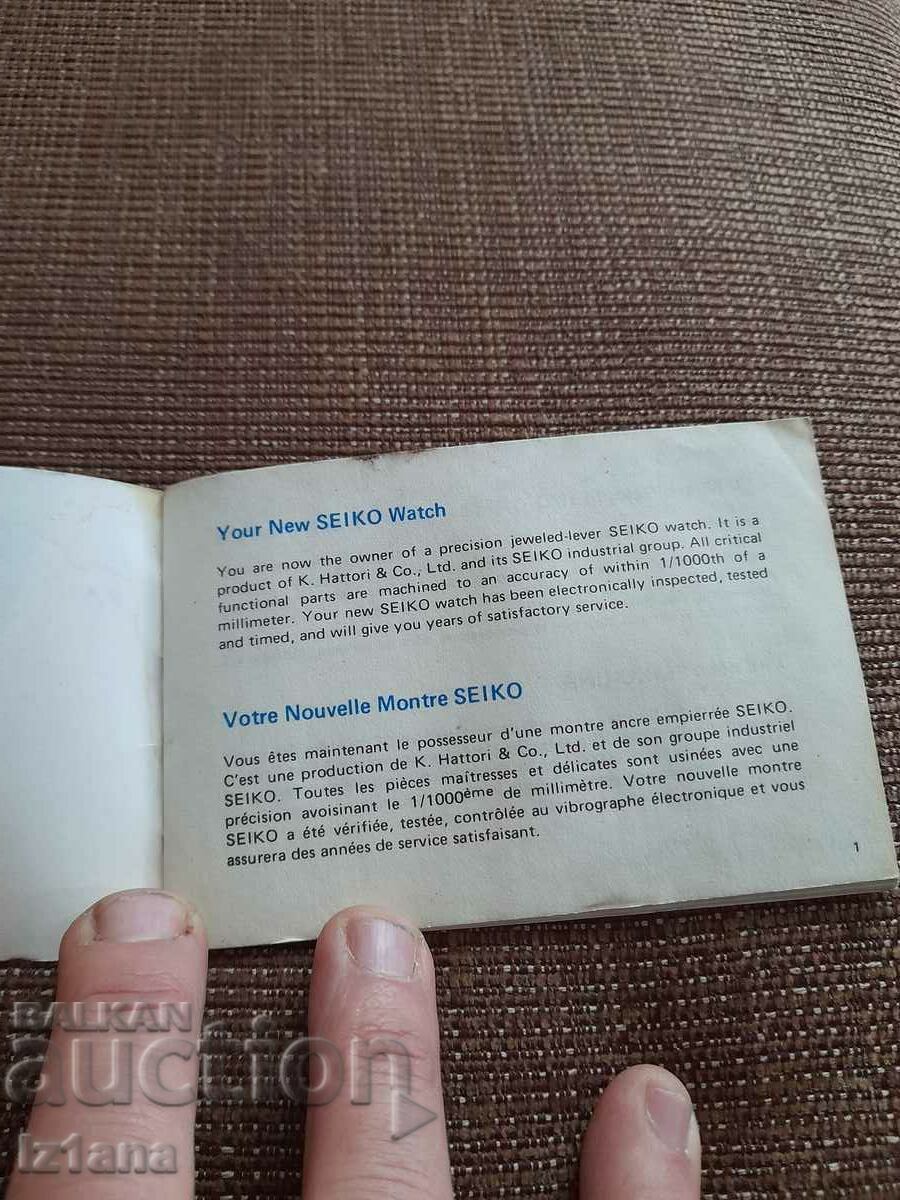 Your New SEIKO Watch
You are now the owner of a precision jeweled-lever SEIKO watch. It is a
product of K. Hattori & Co., Ltd. and its SEIKO industrial group. All critical
functional parts are machined to an accuracy of within 1/1000th of a
millimeter. Your new SEIKO watch has been electronically inspected, tested
and timed, and will give you years of satisfactory service.
Votre Nouvelle Montre SEIKO
Vous êtes maintenant le possesseur d'une montre ancre empierrée SEIKO.
C'est une production de K. Hattori & Co., Ltd. et de son groupe industriel
SEIKO. Toutes les pièces maîtresses et délicates sont usinées avec une
précision avoisinant le 1/1000ème de millimètre. Votre nouvelle montre
SEIKO a été vérifiée, testée, contrôlée au vibrographe électronique et vous
assurera des années de service satisfaisant.
1
BALKAN
auction
Iz1ana